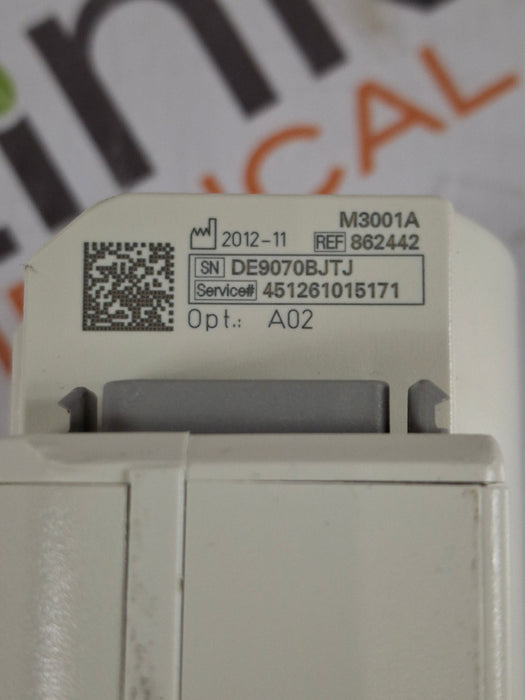 M3001A
2012-11 REF 862442
SN DE9070BJTJ
Service# 451261015171
Opt.: A02